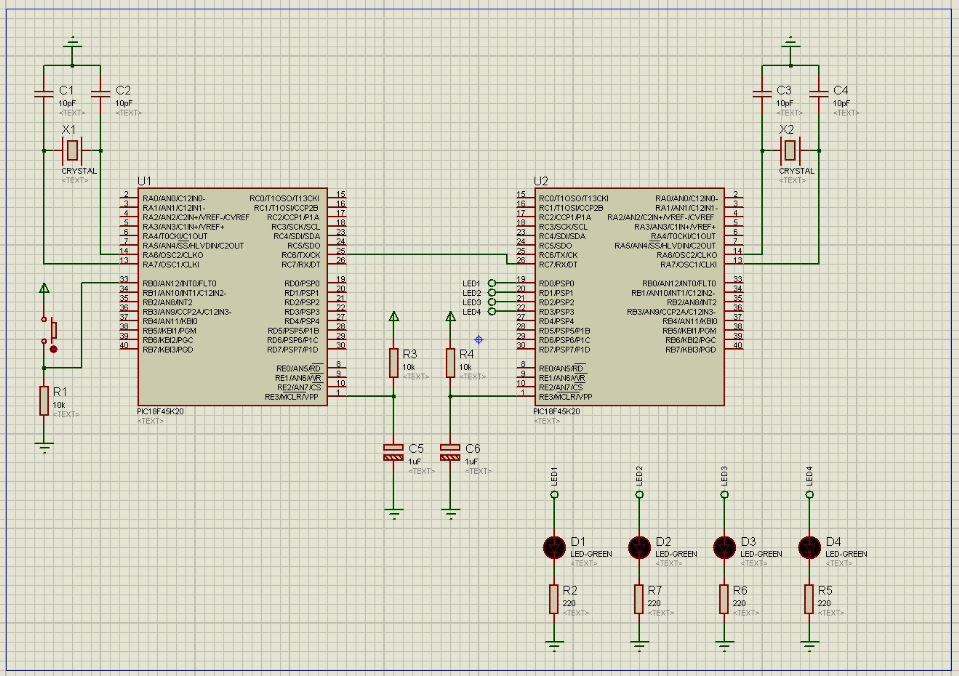 C1
10pF
<TEXT>
C2
10pF
<TEXT>
X1
CRYSTAL
<TEXT>
C3
10pF
<TEXT>
C4
10pF
<TEXT>
X2
CRYSTAL
<TEXT>
U1
2 RA0/AN0/C12IN0- RC0/T1OSO/T13CKI 15
3 RA1/AN1/C12IN1- RC1/T1OSI/CCP2B 16
4 RA2/AN2/C2IN+/VREF-/CVREF RC2/CCP1/P1A 17
5 RA3/AN3/C1IN+/VREF+ RC3/SCK/SCL 18
6 RA4/T0CKI/C1OUT RC4/SDI/SDA 23
7 RA5/AN4/SS/HLVDIN/C2OUT RC5/SDO 24
14 RA6/OSC2/CLKO RC6/TX/CK 25
13 RA7/OSC1/CLKI RC7/RX/DT 26
33 RB0/AN12/INT0/FLT0 RD0/PSP0 19
34 RB1/AN10/INT1/C12IN2- RD1/PSP1 20
35 RB2/AN8/INT2 RD2/PSP2 21
36 RB3/AN9/CCP2A/C12IN3- RD3/PSP3 22
37 RB4/AN11/KBI0 RD4/PSP4 27
38 RB5/KBI1/PGM RD5/PSP5/P1B 28
39 RB6/KBI2/PGC RD6/PSP6/P1C 29
40 RB7/KBI3/PGD RD7/PSP7/P1D 30
RE0/AN5/RD 8
RE1/AN6/WR 9
RE2/AN7/CS 10
RE3/MCLR/VPP 1
PIC18F45K20
<TEXT>
U2
15 RC0/T1OSO/T13CKI RA0/AN0/C12IN0- 2
16 RC1/T1OSI/CCP2B RA1/AN1/C12IN1- 3
17 RC2/CCP1/P1A RA2/AN2/C2IN+/VREF-/CVREF 4
18 RC3/SCK/SCL RA3/AN3/C1IN+/VREF+ 5
23 RC4/SDI/SDA RA4/T0CKI/C1OUT 6
24 RC5/SDO RA5/AN4/SS/HLVDIN/C2OUT 7
25 RC6/TX/CK RA6/OSC2/CLKO 14
26 RC7/RX/DT RA7/OSC1/CLKI 13
LED1 19 RD0/PSP0 RB0/AN12/INT0/FLT0 33
LED2 20 RD1/PSP1 RB1/AN10/INT1/C12IN2- 34
LED3 21 RD2/PSP2 RB2/AN8/INT2 35
LED4 22 RD3/PSP3 RB3/AN9/CCP2A/C12IN3- 36
27 RD4/PSP4 RB4/AN11/KBI0 37
28 RD5/PSP5/P1B RB5/KBI1/PGM 38
29 RD6/PSP6/P1C RB6/KBI2/PGC 39
30 RD7/PSP7/P1D RB7/KBI3/PGD 40
8 RE0/AN5/RD
9 RE1/AN6/WR
10 RE2/AN7/CS
1 RE3/MCLR/VPP
PIC18F45K20
<TEXT>
R1
10k
<TEXT>
R3
10k
<TEXT>
R4
10k
<TEXT>
C5
1uF
<TEXT>
C6
1uF
<TEXT>
LED1
LED2
LED3
LED4
D1
LED-GREEN
<TEXT>
D2
LED-GREEN
<TEXT>
D3
LED-GREEN
<TEXT>
D4
LED-GREEN
<TEXT>
R2
220
<TEXT>
R7
220
<TEXT>
R6
220
<TEXT>
R5
220
<TEXT>